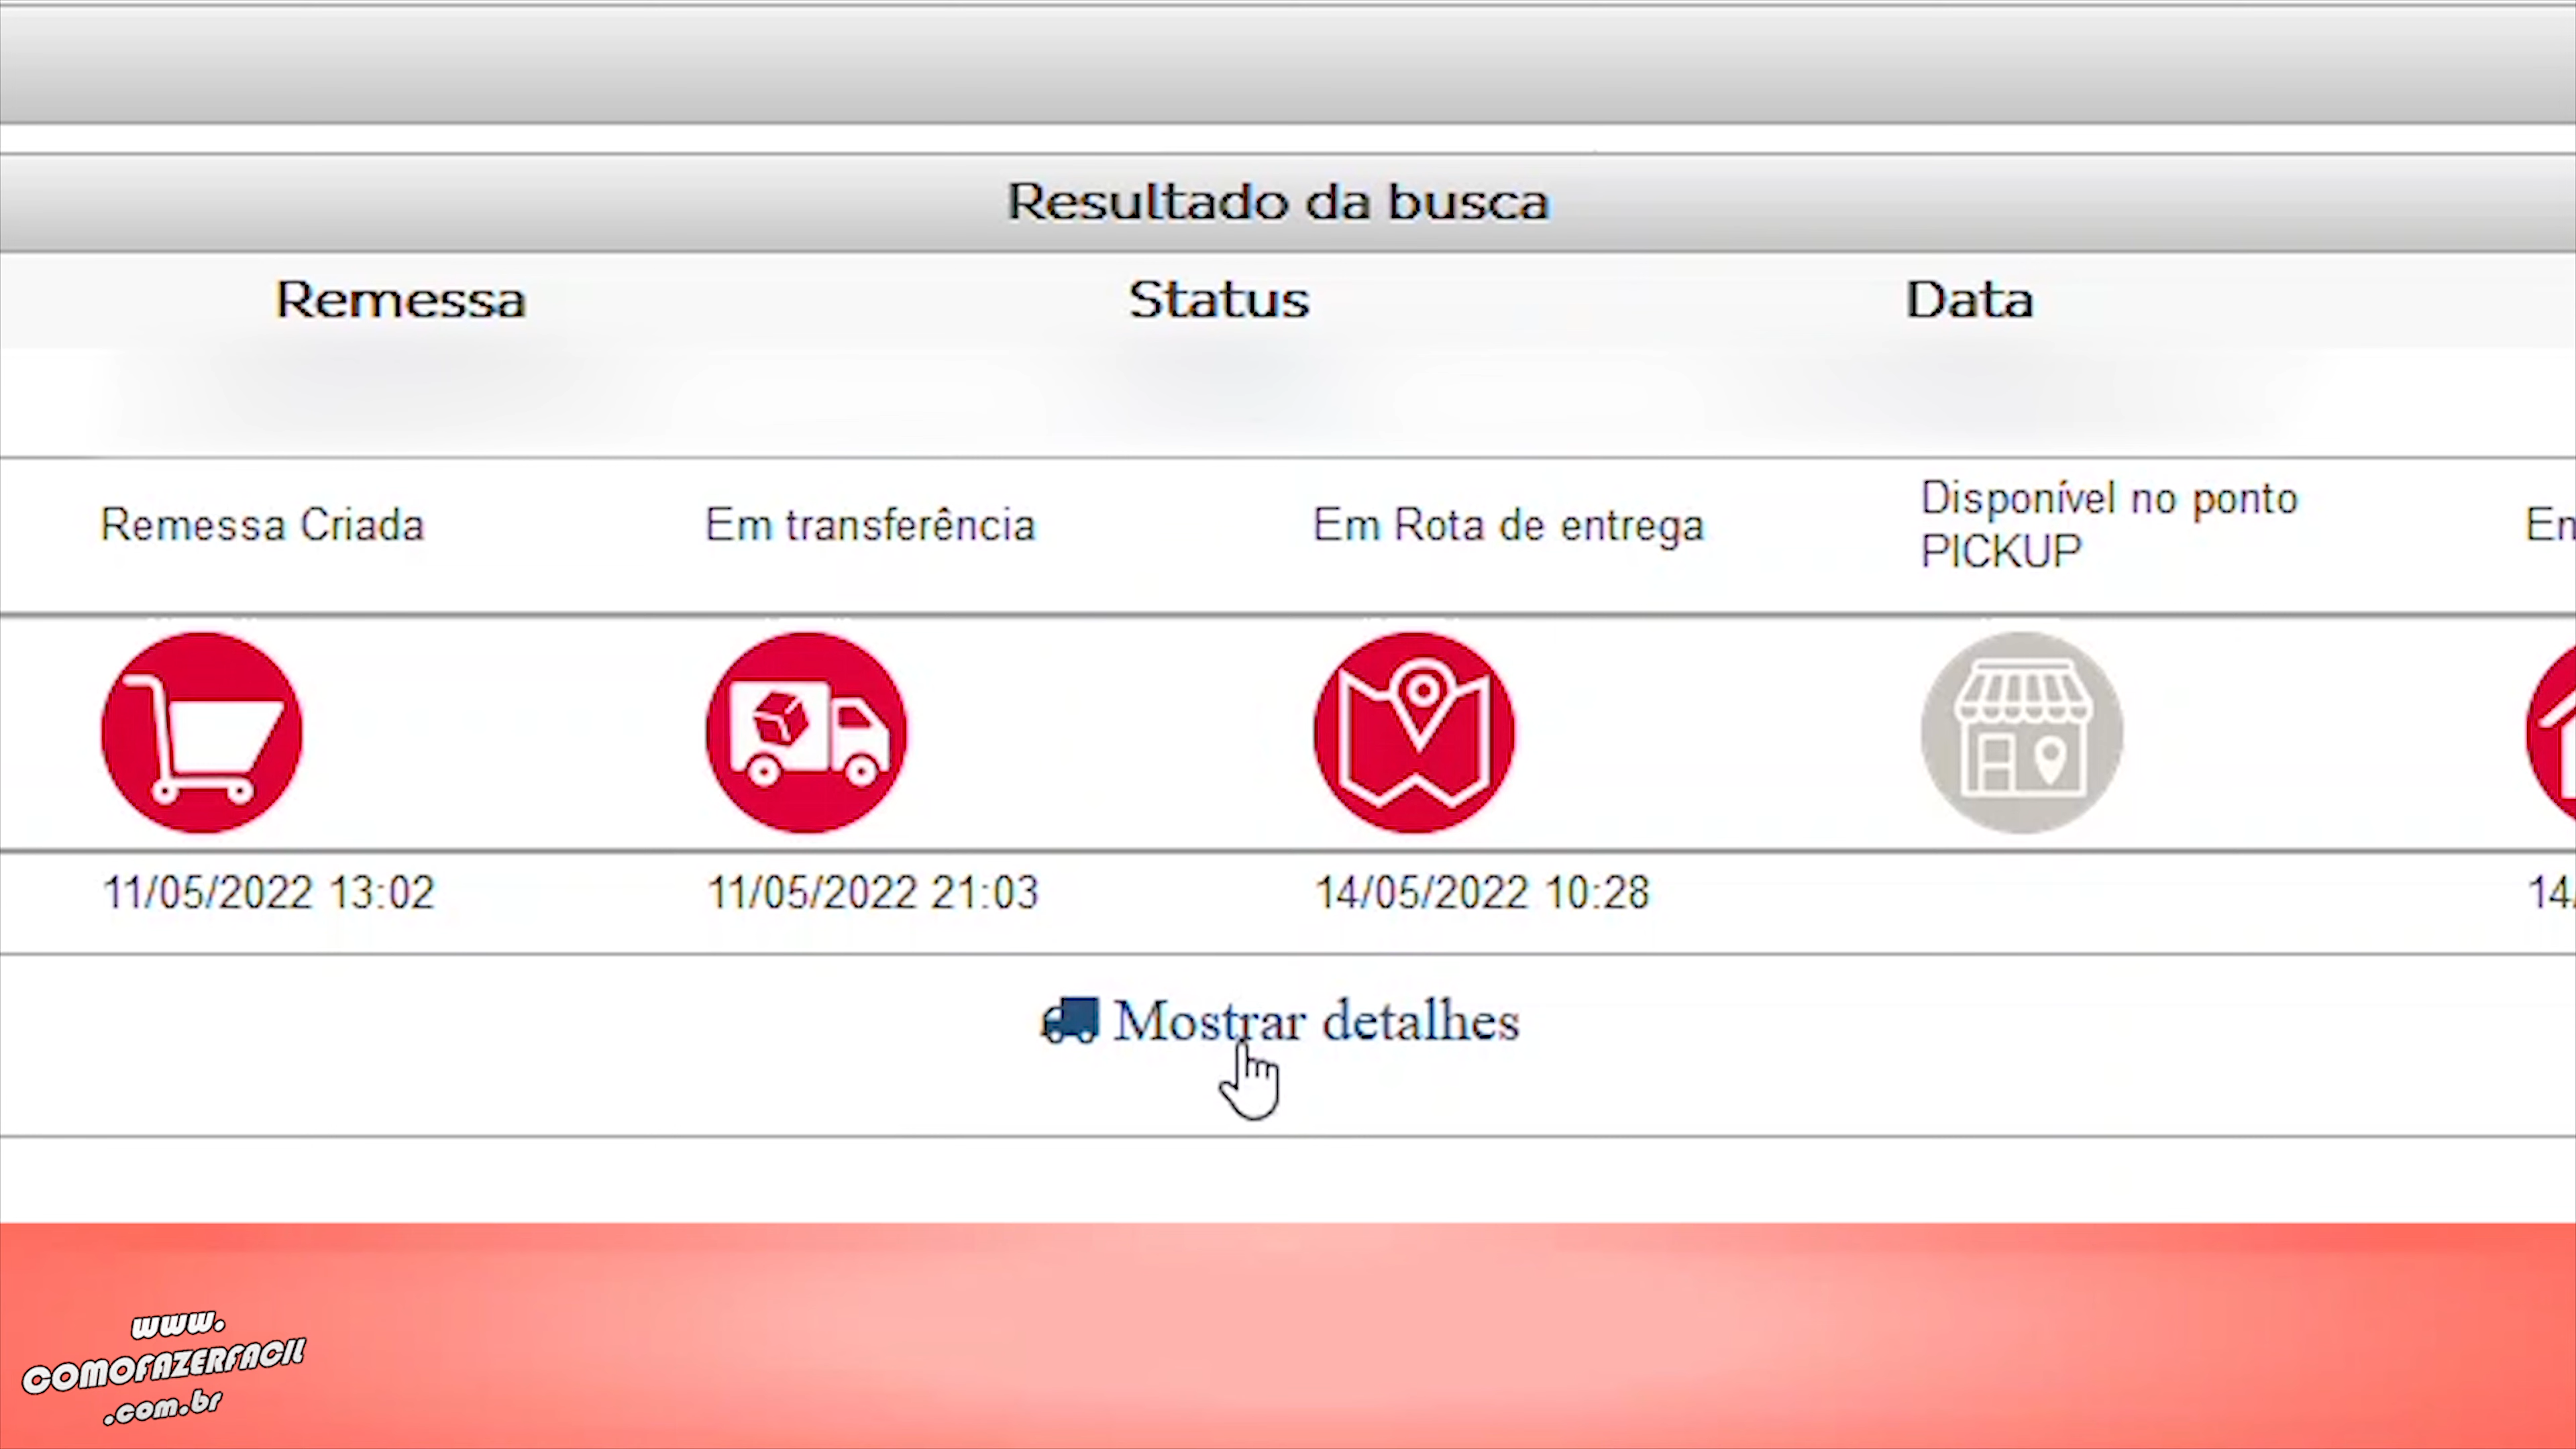 Resultado da busca
Remessa Status Data
Remessa Criada Em transferência Em Rota de entrega Disponível no ponto
PICKUP
11/05/2022 13:02 11/05/2022 21:03 14/05/2022 10:28
Mostrar detalhes
www.
COMOFAZERFACIL
.com.br